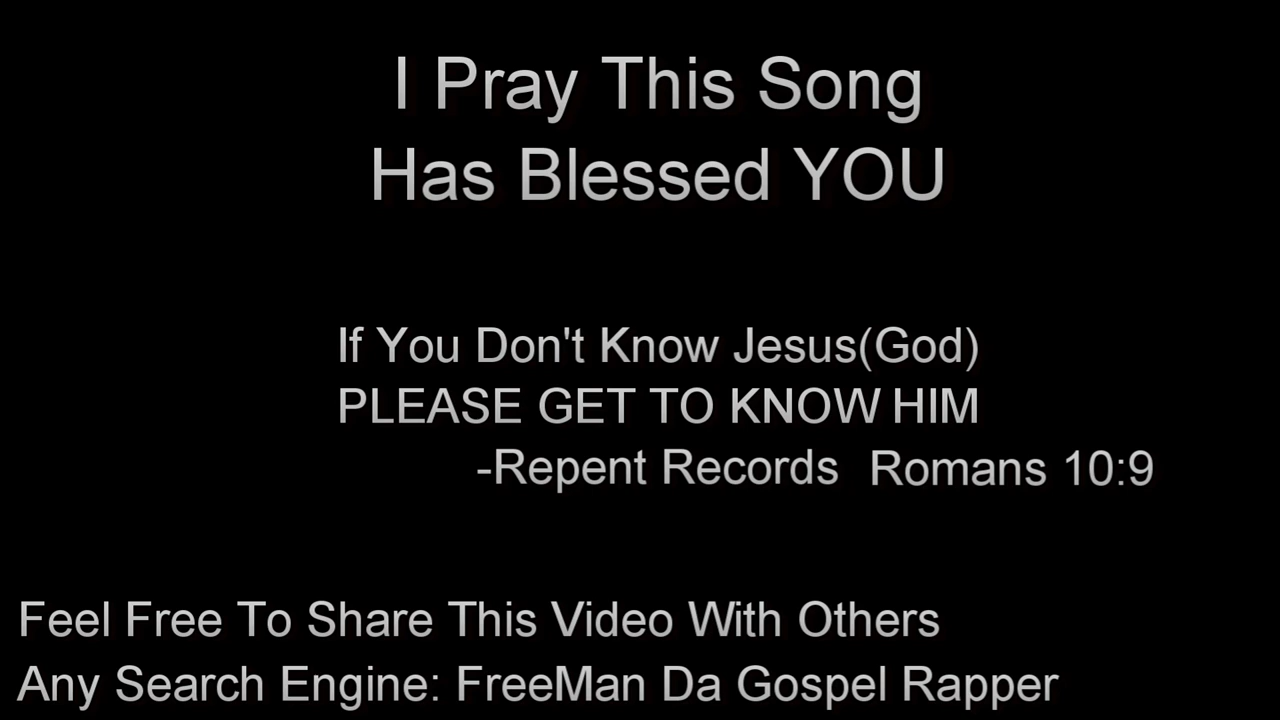 I Pray This Song
Has Blessed YOU
If You Don't Know Jesus(God)
PLEASE GET TO KNOW HIM
-Repent Records Romans 10:9
Feel Free To Share This Video With Others
Any Search Engine: FreeMan Da Gospel Rapper